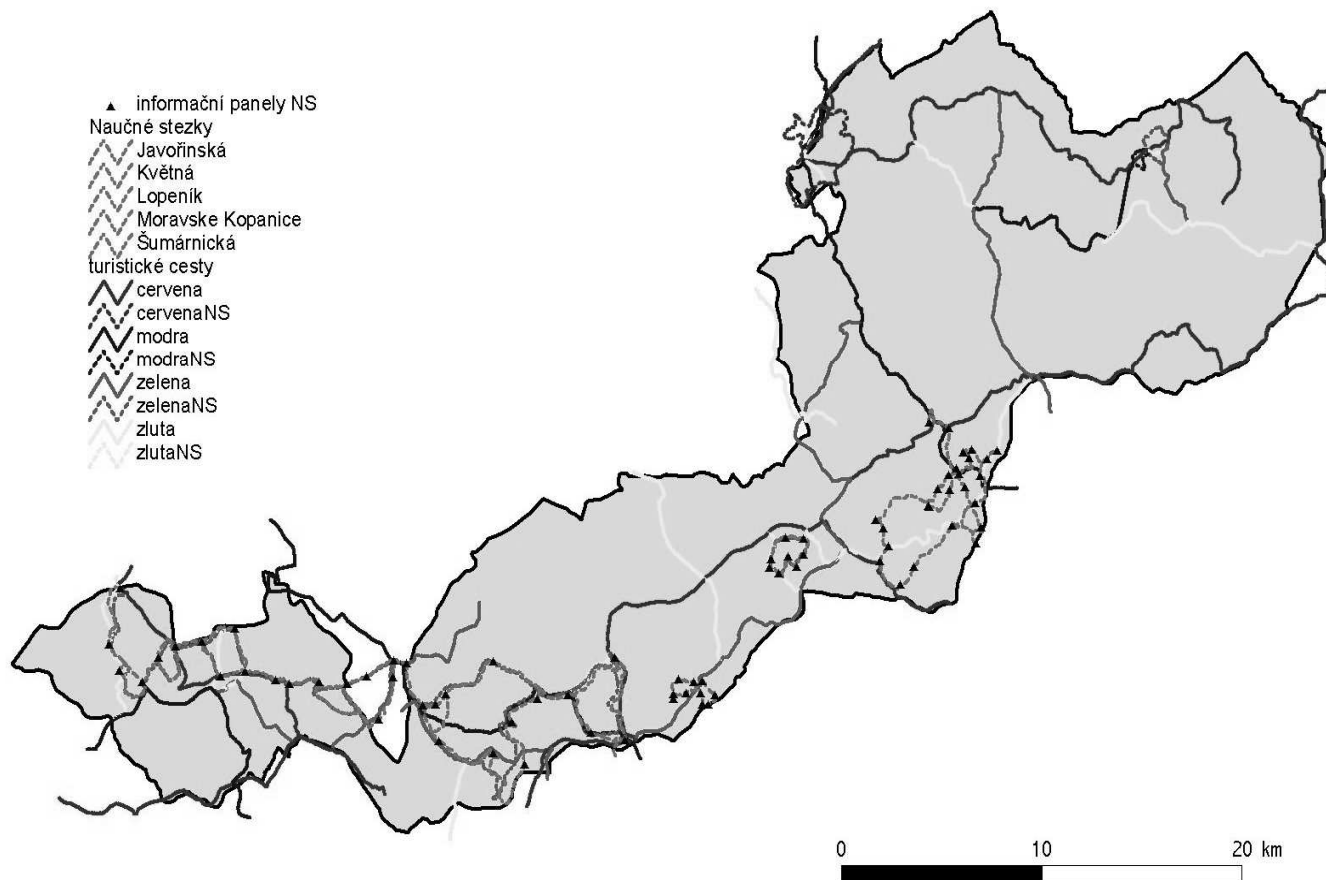 informační panely NS
Naučné stezky
Javořinská
Květná
Lopeník
Moravske Kopanice
Šumárnická
turistické cesty
cervena
cervenaNS
modra
modraNS
zelena
zelenaNS
zluta
zlutaNS
0 10 20 km